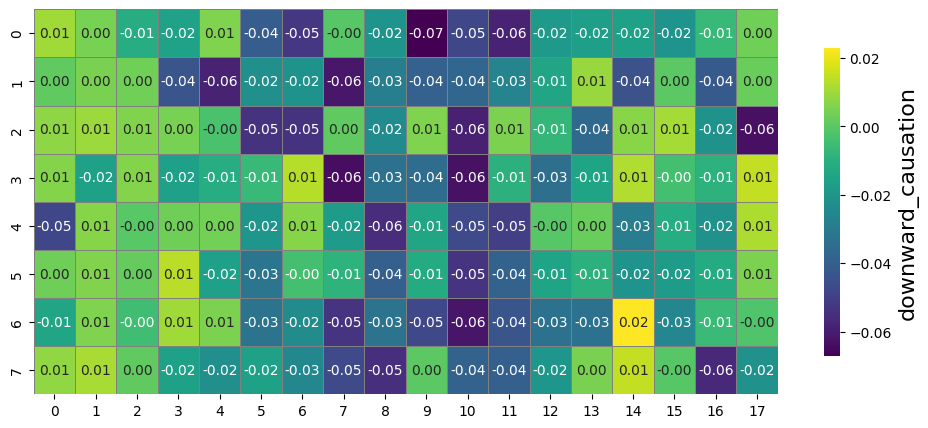 0 0.01 0.00 -0.01 -0.02 0.01 -0.04 -0.05 -0.00 -0.02 -0.07 -0.05 -0.06 -0.02 -0.02 -0.02 -0.02 -0.01 0.00
1 0.00 0.00 0.00 -0.04 -0.06 -0.02 -0.02 -0.06 -0.03 -0.04 -0.04 -0.03 -0.01 0.01 -0.04 0.00 -0.04 0.00
2 0.01 0.01 0.01 0.00 -0.00 -0.05 -0.05 0.00 -0.02 0.01 -0.06 0.01 -0.01 -0.04 0.01 0.01 -0.02 -0.06
3 0.01 -0.02 0.01 -0.02 -0.01 -0.01 0.01 -0.06 -0.03 -0.04 -0.06 -0.01 -0.03 -0.01 0.01 -0.00 -0.01 0.01
4 -0.05 0.01 -0.00 0.00 0.00 -0.02 0.01 -0.02 -0.06 -0.01 -0.05 -0.05 -0.00 0.00 -0.03 -0.01 -0.02 0.01
5 0.00 0.01 0.00 0.01 -0.02 -0.03 -0.00 -0.01 -0.04 -0.01 -0.05 -0.04 -0.01 -0.01 -0.02 -0.02 -0.01 0.01
6 -0.01 0.01 -0.00 0.01 0.01 -0.03 -0.02 -0.05 -0.03 -0.05 -0.06 -0.04 -0.03 -0.03 0.02 -0.03 -0.01 -0.00
7 0.01 0.01 0.00 -0.02 -0.02 -0.02 -0.03 -0.05 -0.05 0.00 -0.04 -0.04 -0.02 0.00 0.01 -0.00 -0.06 -0.02
0 1 2 3 4 5 6 7 8 9 10 11 12 13 14 15 16 17
0.02
0.00
−0.02
−0.04
−0.06
downward_causation